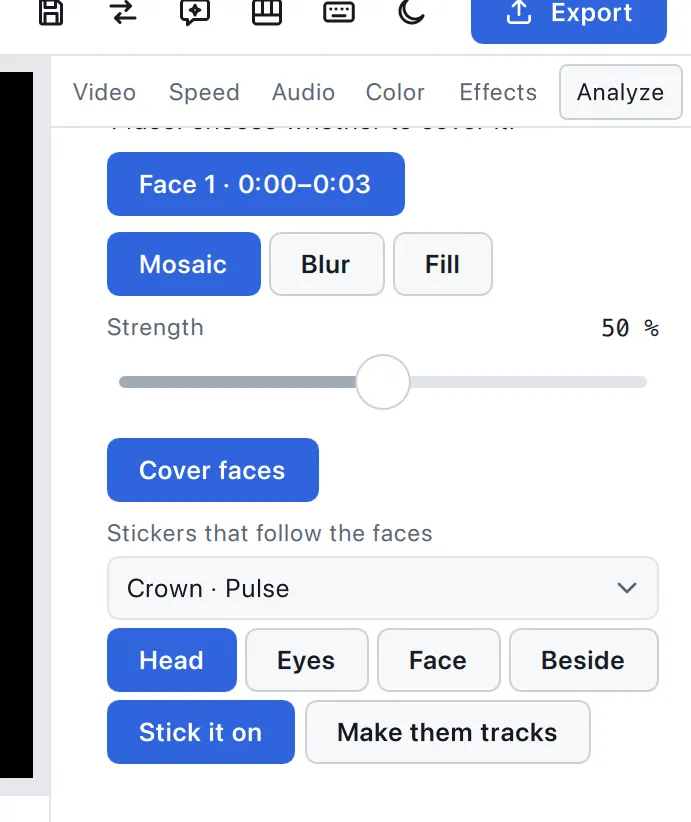 Export
Video Speed Audio Color Effects Analyze
Face 1 · 0:00–0:03
Mosaic Blur Fill
Strength 50 %
Cover faces
Stickers that follow the faces
Crown · Pulse
Head Eyes Face Beside
Stick it on Make them tracks